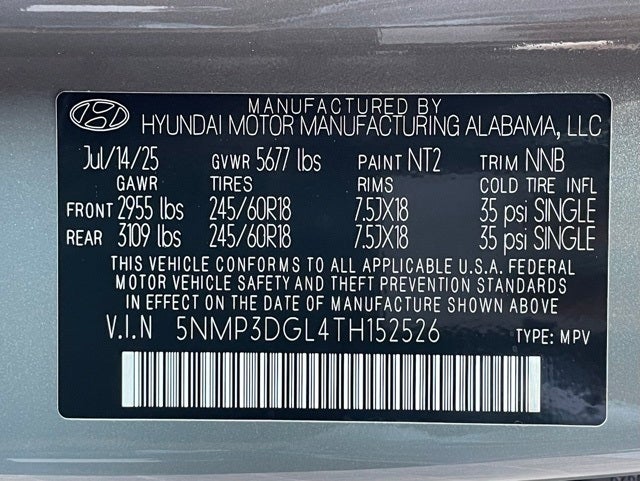 MANUFACTURED BY
HYUNDAI MOTOR MANUFACTURING ALABAMA, LLC
Jul/14/25 GVWR 5677 lbs PAINT NT2 TRIM NNB
GAWR TIRES RIMS COLD TIRE INFL
FRONT 2955 lbs 245/60R18 7.5JX18 35 psi SINGLE
REAR 3109 lbs 245/60R18 7.5JX18 35 psi SINGLE
THIS VEHICLE CONFORMS TO ALL APPLICABLE U.S.A. FEDERAL
MOTOR VEHICLE SAFETY AND THEFT PREVENTION STANDARDS
IN EFFECT ON THE DATE OF MANUFACTURE SHOWN ABOVE
V.I.N 5NMP3DGL4TH152526 TYPE: MPV